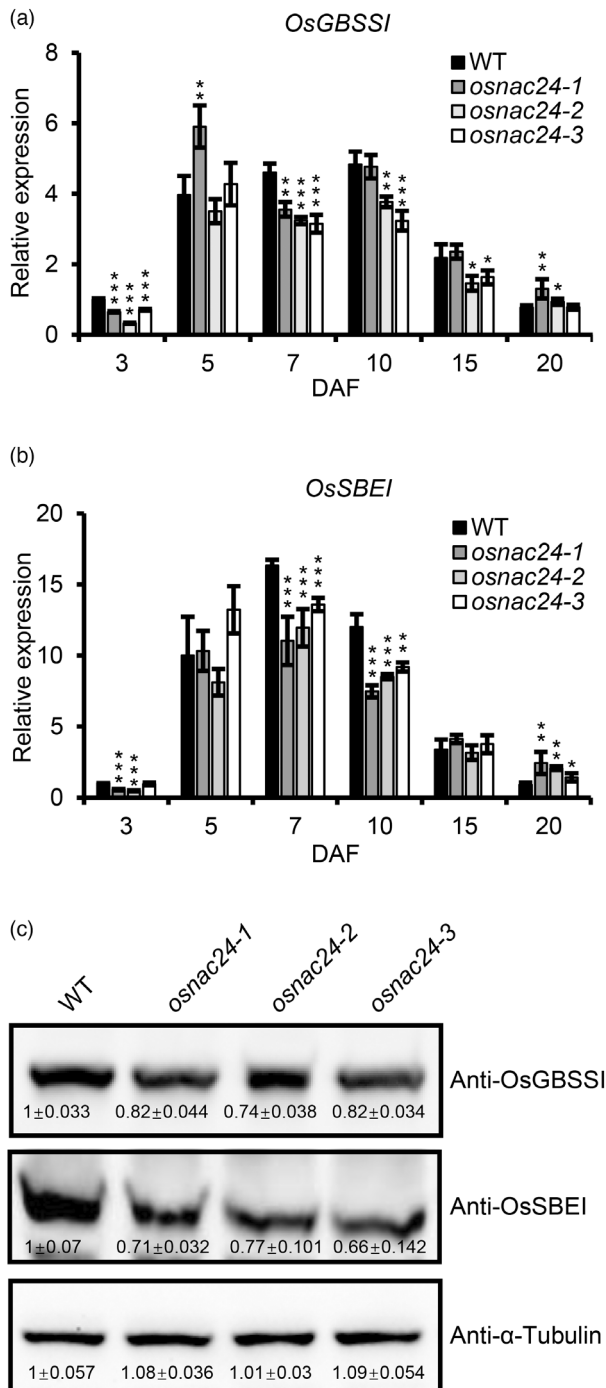 (a)
OsGBSSI
WT
osnac24-1
osnac24-2
osnac24-3
Relative expression
8
6
4
2
0
***
***
***
**
**
***
***
**
***
*
*
**
*
3 5 7 10 15 20
DAF
(b)
OsSBEI
WT
osnac24-1
osnac24-2
osnac24-3
Relative expression
20
15
10
5
0
***
***
***
***
***
***
***
**
**
**
*
3 5 7 10 15 20
DAF
(c)
WT osnac24-1 osnac24-2 osnac24-3
Anti-OsGBSSI
1±0.033 0.82±0.044 0.74±0.038 0.82±0.034
Anti-OsSBEI
1±0.07 0.71±0.032 0.77±0.101 0.66±0.142
Anti-α-Tubulin
1±0.057 1.08±0.036 1.01±0.03 1.09±0.054